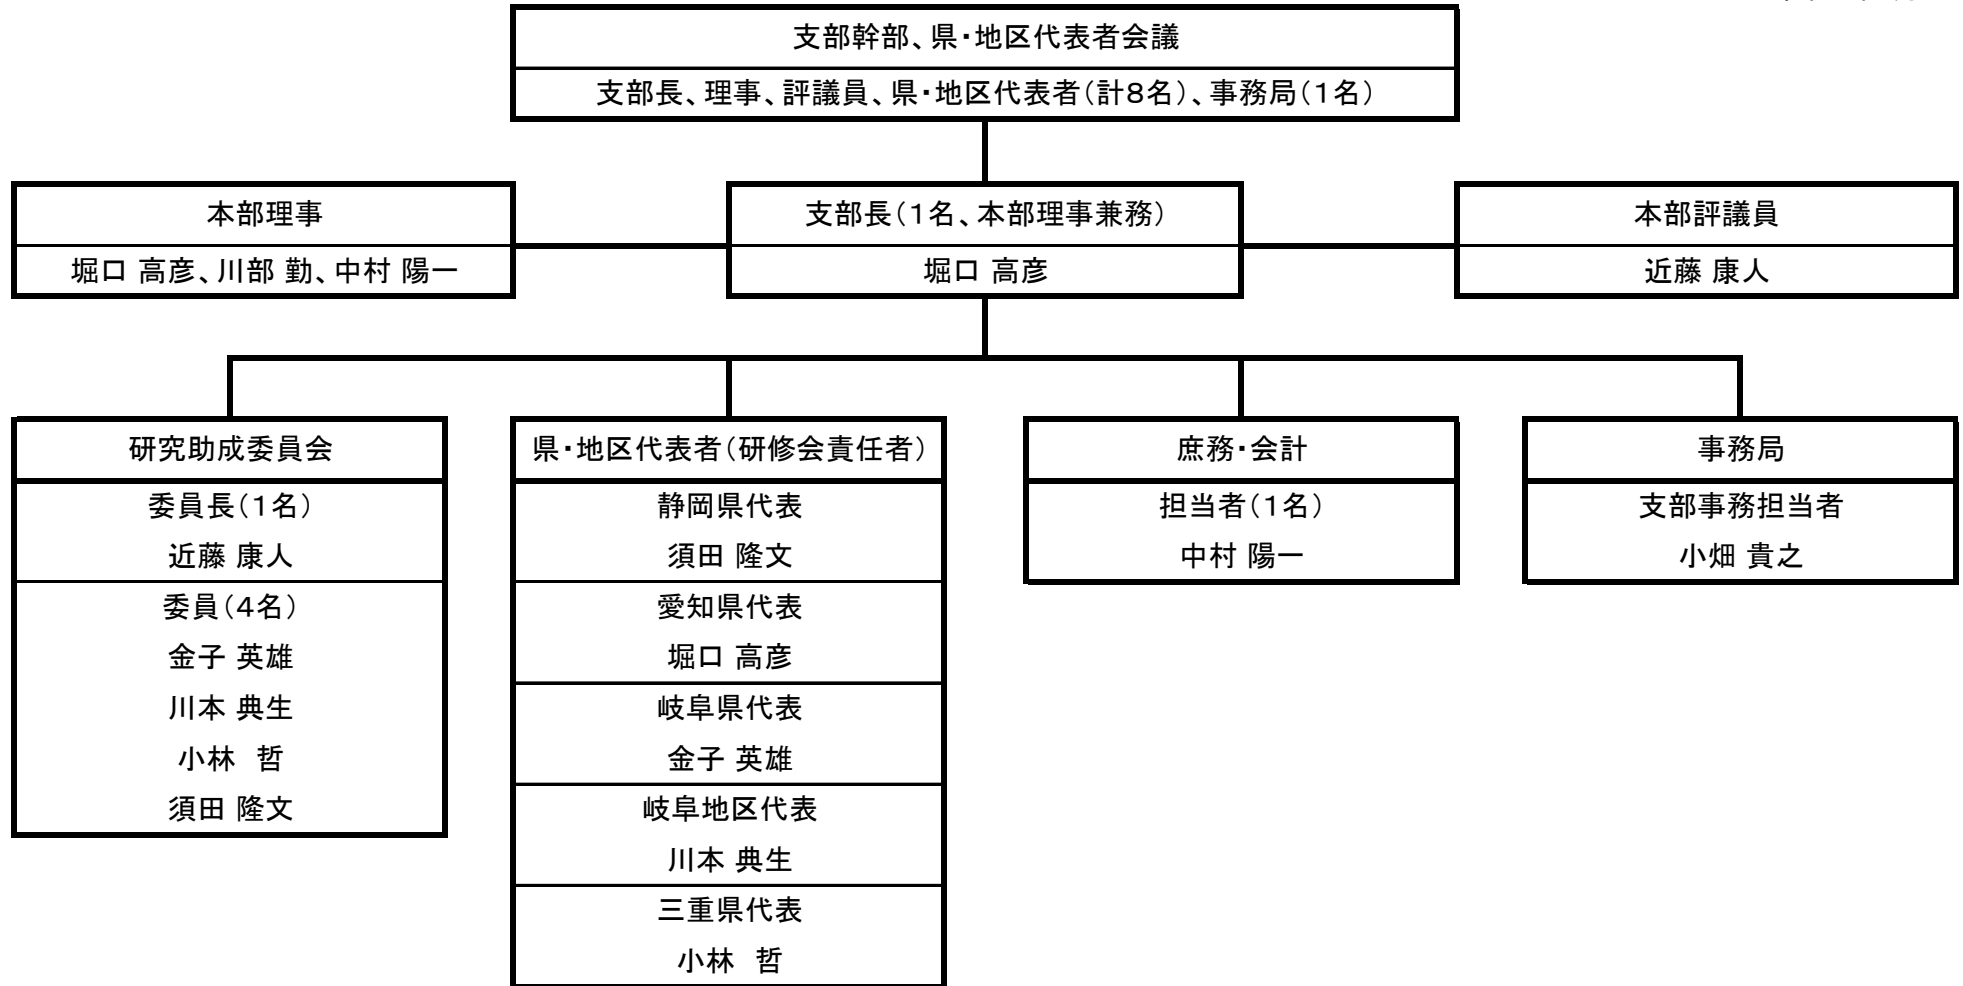 支部幹部、県・地区代表者会議
支部長、理事、評議員、県・地区代表者（計8名）、事務局（1名）
本部理事
堀口 高彦、川部 勤、中村 陽一
支部長（1名、本部理事兼務）
堀口 高彦
本部評議員
近藤 康人
研究助成委員会
委員長（1名）
近藤 康人
委員（4名）
金子 英雄
川本 典生
小林　哲
須田 隆文
県・地区代表者（研修会責任者）
静岡県代表
須田 隆文
愛知県代表
堀口 高彦
岐阜県代表
金子 英雄
岐阜地区代表
川本 典生
三重県代表
小林　哲
庶務・会計
担当者（1名）
中村 陽一
事務局
支部事務担当者
小畑 貴之